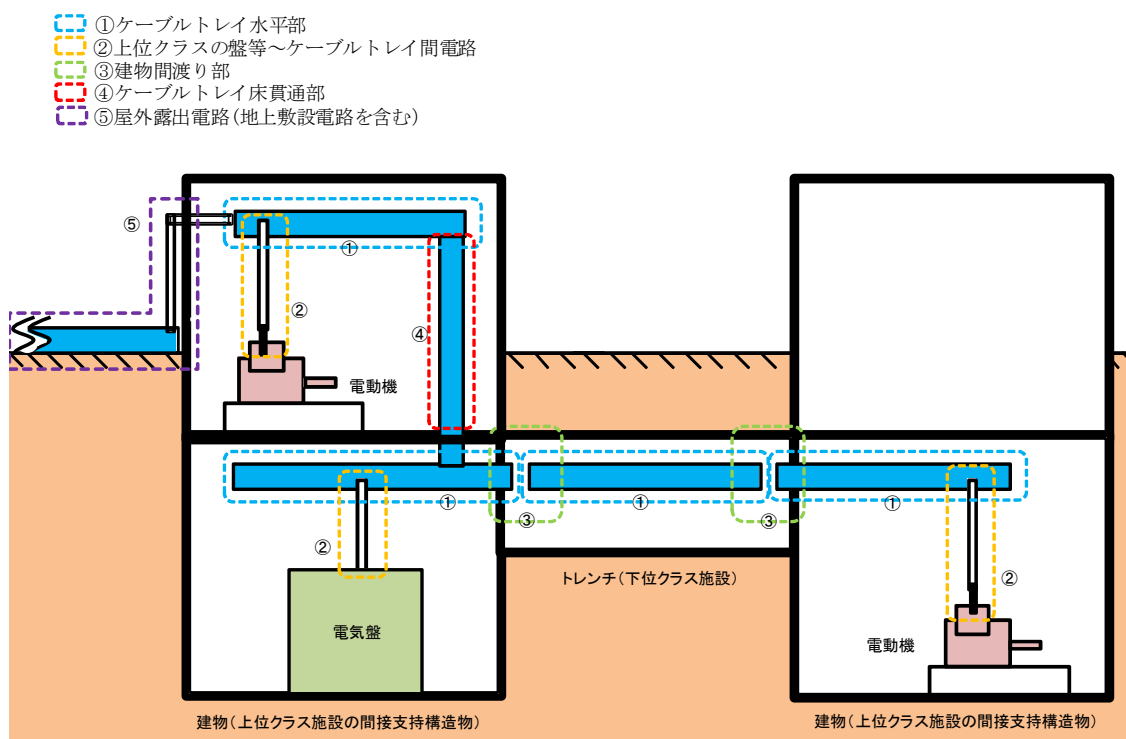 ①ケーブルトレイ水平部
②上位クラスの盤等～ケーブルトレイ間電路
③建物間渡り部
④ケーブルトレイ床貫通部
⑤屋外露出電路(地上敷設電路を含む)
⑤
①
②
④
電動機
①
③
①
③
①
②
トレンチ(下位クラス施設)
②
電気盤
電動機
建物(上位クラス施設の間接支持構造物)
建物(上位クラス施設の間接支持構造物)